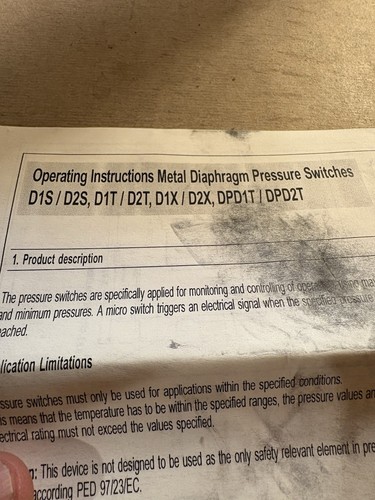 Operating Instructions Metal Diaphragm Pressure Switches
D1S / D2S, D1T / D2T, D1X / D2X, DPD1T / DPD2T
1. Product description
The pressure switches are specifically applied for monitoring and controlling of
and minimum pressures. A micro switch triggers an electrical signal when the specified pressure
ached.
lication Limitations
ssure switches must only be used for applications within the specified conditions.
s means that the temperature has to be within the specified ranges, the pressure values an
ectrical rating must not exceed the values specified.
: This device is not designed to be used as the only safety relevant element in pre
according PED 97/23/EC.